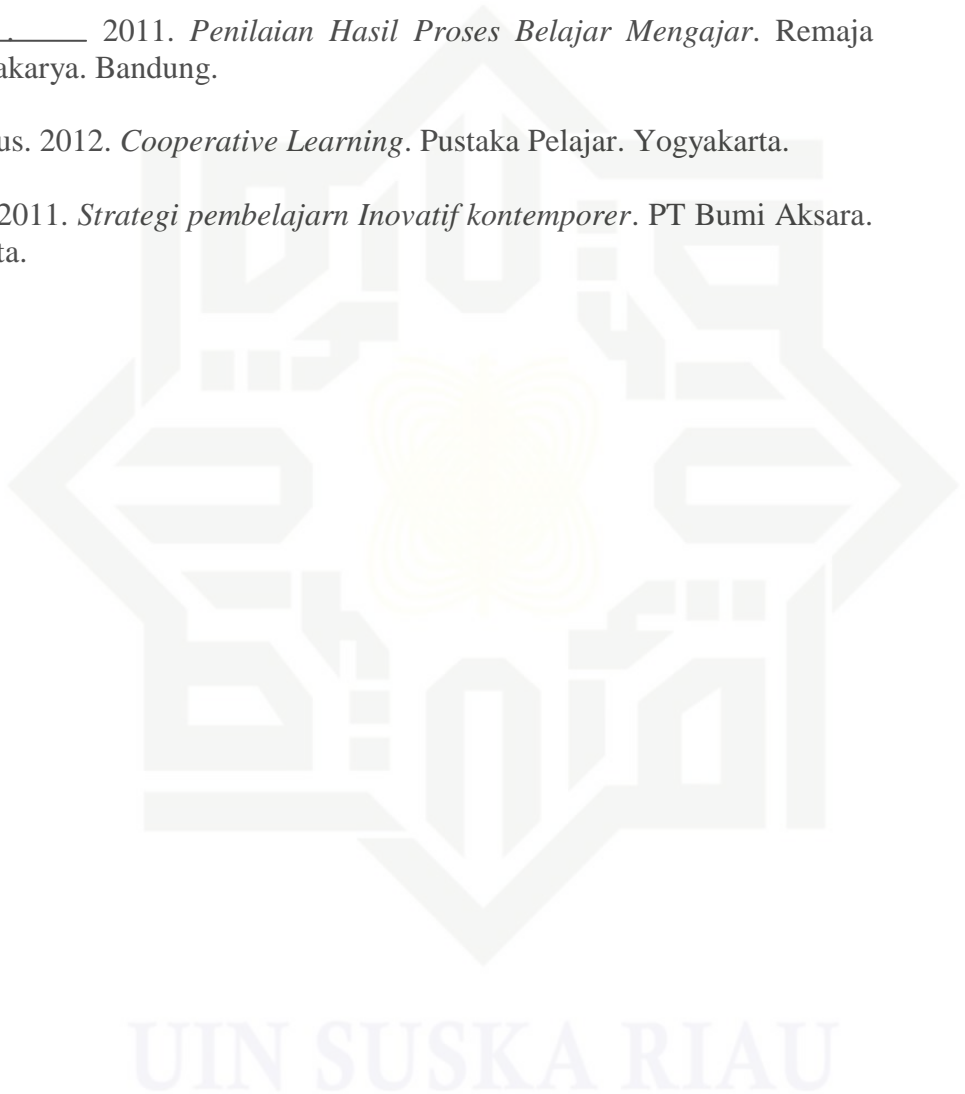 . 2011. Penilaian Hasil Proses Belajar Mengajar. Remaja
akarya. Bandung.
us. 2012. Cooperative Learning. Pustaka Pelajar. Yogyakarta.
2011. Strategi pembelajarn Inovatif kontemporer. PT Bumi Aksara.
ta.
UIN SUSKA RIAU